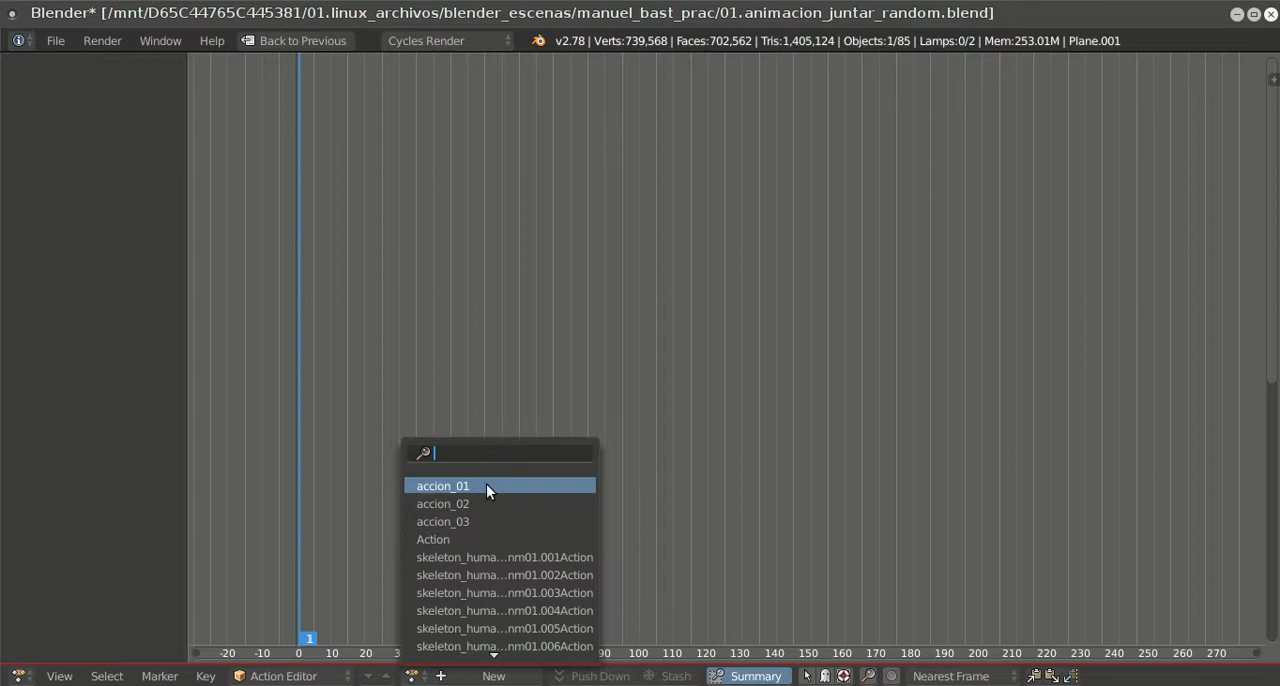 Blender* [/mnt/D65C44765C445381/01.linux_archivos/blender_escenas/manuel_bast_prac/01.animacion_juntar_random.blend]
File Render Window Help Back to Previous Cycles Render v2.78 | Verts:739,568 | Faces:702,562 | Tris:1,405,124 | Objects:1/85 | Lamps:0/2 | Mem:253.01M | Plane.001
accion_01
accion_02
accion_03
Action
skeleton_huma...nm01.001Action
skeleton_huma...nm01.002Action
skeleton_huma...nm01.003Action
skeleton_huma...nm01.004Action
skeleton_huma...nm01.005Action
skeleton_huma...nm01.006Action
1
-20 -10 0 10 20 100 110 120 130 140 150 160 170 180 190 200 210 220 230 240 250 260 270
View Select Marker Key Action Editor New Push Down Stash Summary Nearest Frame